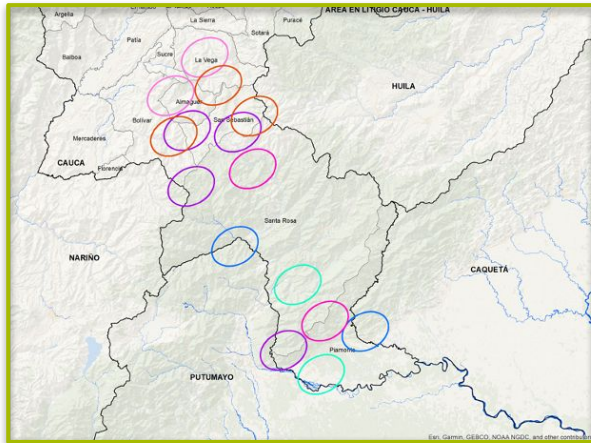 AREA EN LITIGIO CAUCA - HUILA
Argelia
La Sierra
Sotará
Puracé
Patía
Balboa
Sucre
La Vega
HUILA
Almaguer
Bolívar
San Sebastián
Mercaderes
CAUCA
Florencia
Santa Rosa
NARIÑO
CAQUETÁ
Piamonte
PUTUMAYO
Esri, Garmin, GEBCO, NOAA NGDC, and other contributors